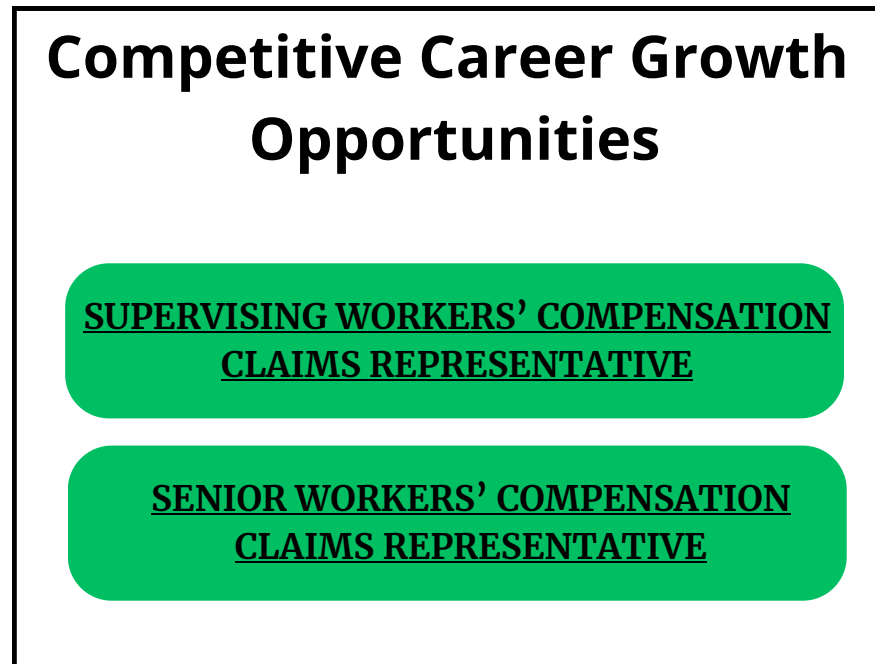 Competitive Career Growth
Opportunities
SUPERVISING WORKERS’ COMPENSATION
CLAIMS REPRESENTATIVE
SENIOR WORKERS’ COMPENSATION
CLAIMS REPRESENTATIVE